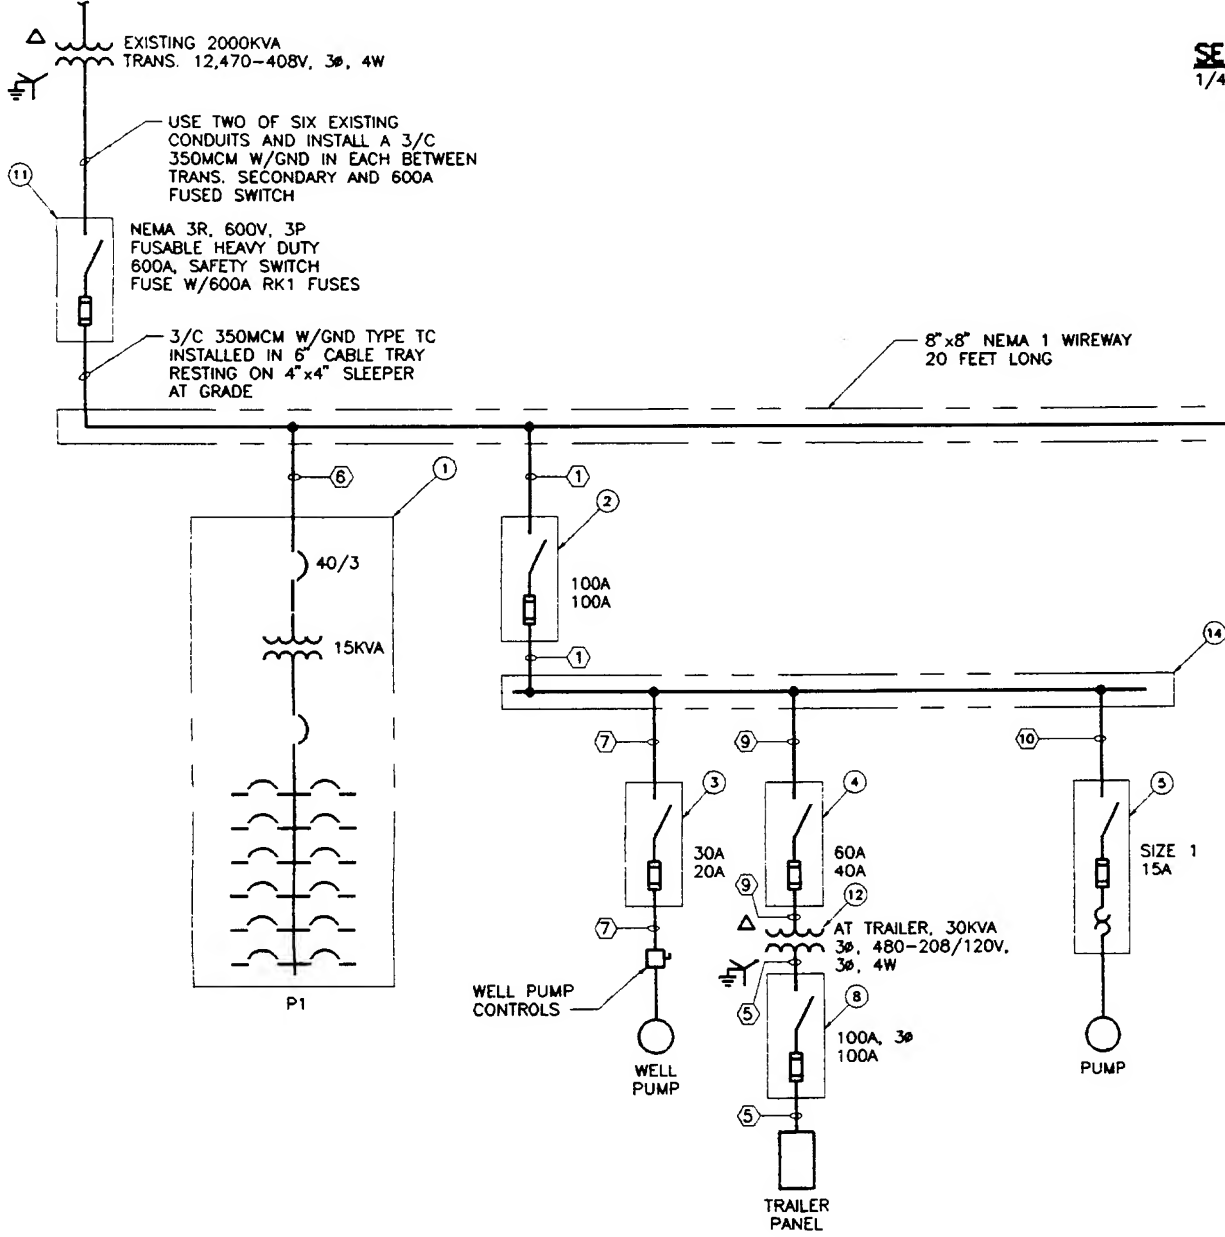 EXISTING 2000KVA
TRANS. 12,470-408V, 3ø, 4W
SE
1/4
USE TWO OF SIX EXISTING
CONDUITS AND INSTALL A 3/C
350MCM W/GND IN EACH BETWEEN
TRANS. SECONDARY AND 600A
FUSED SWITCH
11
NEMA 3R, 600V, 3P
FUSABLE HEAVY DUTY
600A, SAFETY SWITCH
FUSE W/600A RK1 FUSES
3/C 350MCM W/GND TYPE TC
INSTALLED IN 6" CABLE TRAY
RESTING ON 4"x4" SLEEPER
AT GRADE
8"x8" NEMA 1 WIREWAY
20 FEET LONG
6
1
1
2
40/3
15KVA
100A
100A
1
14
7
9
10
3
4
5
30A
20A
60A
40A
SIZE 1
15A
7
9
12
AT TRAILER, 30KVA
3ø, 480-208/120V,
3ø, 4W
5
8
WELL PUMP
CONTROLS
100A, 3ø
100A
P1
WELL
PUMP
PUMP
5
TRAILER
PANEL